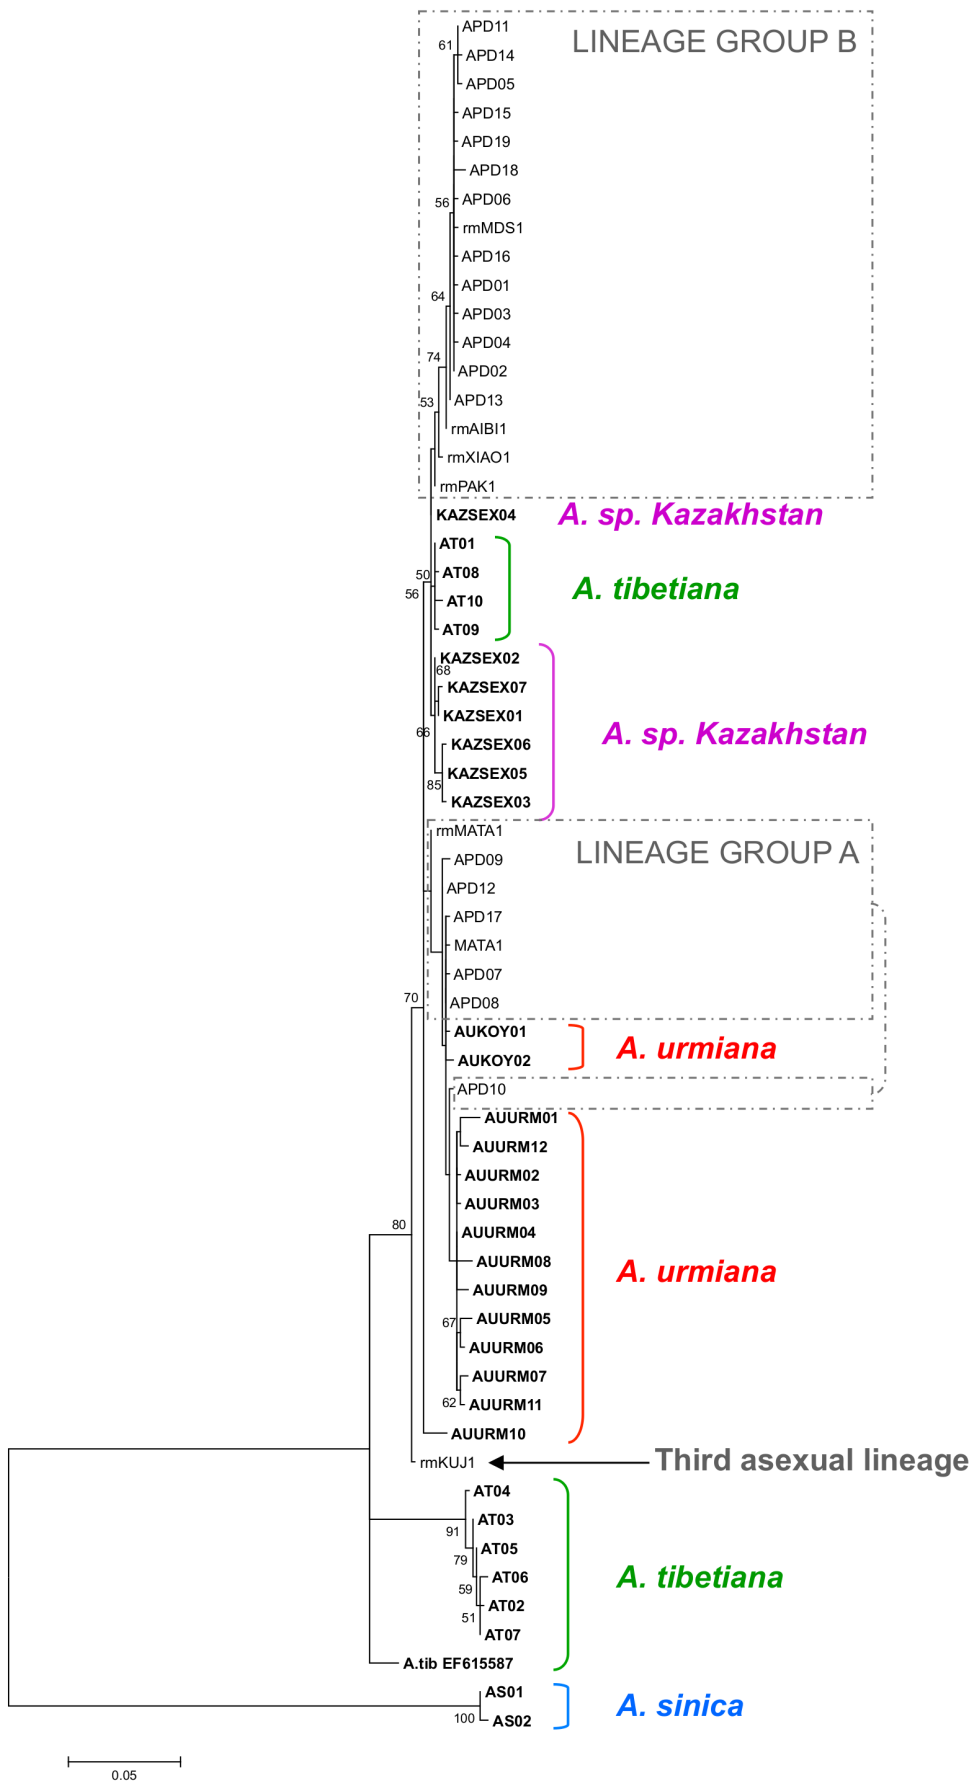 APD11
LINEAGE GROUP B
61
APD14
APD05
APD15
APD19
APD18
56
APD06
rmMDS1
APD16
APD01
64
APD03
APD04
74
APD02
53
APD13
rmAIBI1
rmXIAO1
rmPAK1
KAZSEX04
A. sp. Kazakhstan
AT01
50
AT08
56
A. tibetiana
AT10
AT09
KAZSEX02
68
KAZSEX07
KAZSEX01
66
A. sp. Kazakhstan
KAZSEX06
KAZSEX05
85
KAZSEX03
rmMATA1
LINEAGE GROUP A
APD09
APD12
APD17
MATA1
APD07
70
APD08
AUKOY01
A. urmiana
AUKOY02
APD10
AUURM01
AUURM12
AUURM02
AUURM03
80
AUURM04
AUURM08
A. urmiana
AUURM09
67
AUURM05
AUURM06
AUURM07
62
AUURM11
AUURM10
rmKUJ1
Third asexual lineage
AT04
AT03
91
AT05
79
AT06
A. tibetiana
59
AT02
51
AT07
A.tib EF615587
AS01
A. sinica
100
AS02
0.05